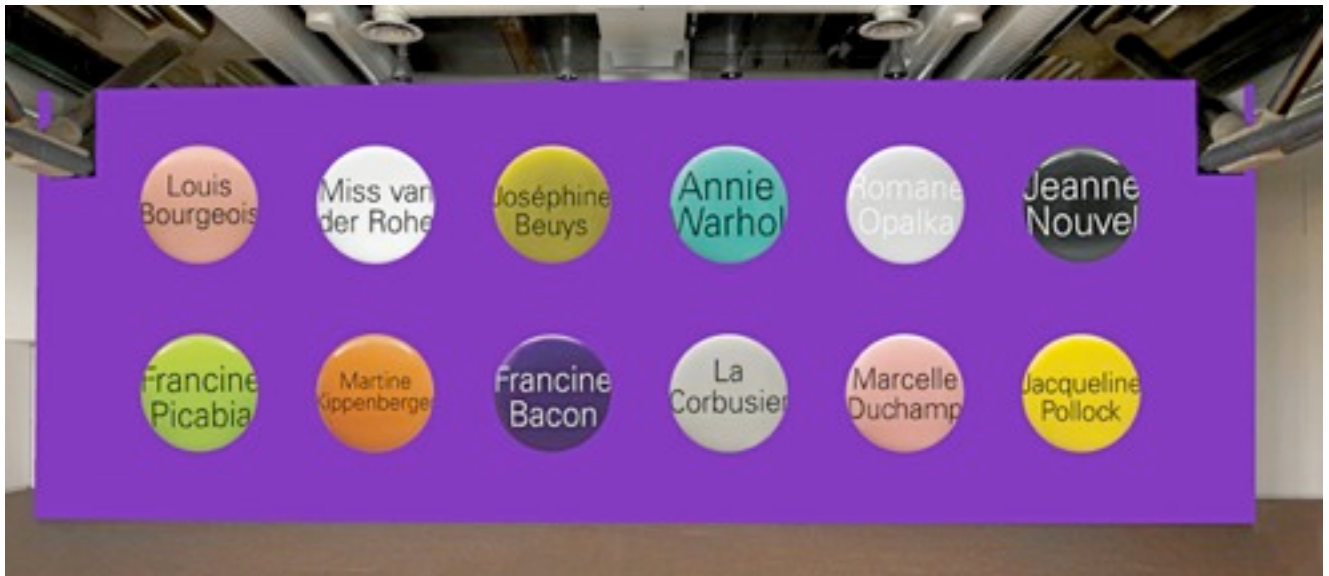 Louis
Bourgeois
Miss van
der Rohe
Joséphine
Beuys
Annie
Warhol
Romane
Opalka
Jeanne
Nouvel
Francine
Picabia
Martine
Kippenberger
Francine
Bacon
La
Corbusier
Marcelle
Duchamp
Jacqueline
Pollock